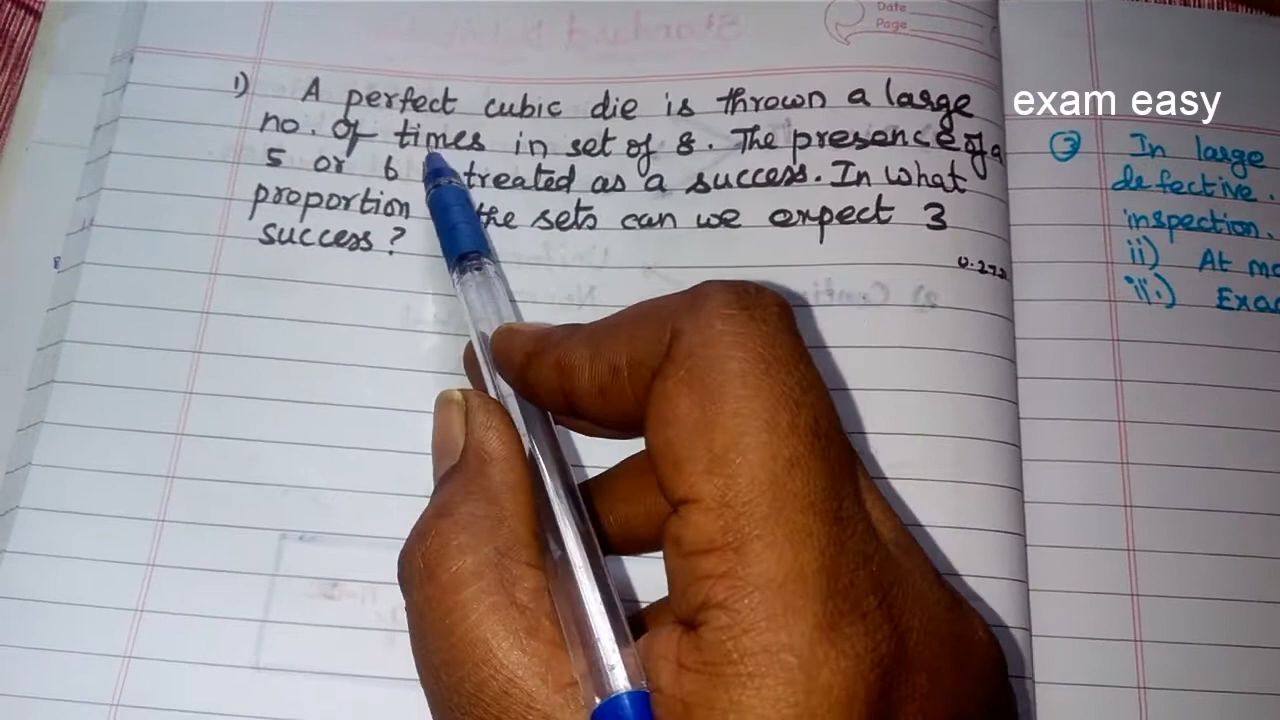 Date
Page
exam easy
1) A perfect cubic die is thrown a large
no. of times in set of 8. The presence of a
5 or 6 treated as a success. In what
proportion the sets can we expect 3
success?
③ In large
defective.
inspection.
ii) At mo
iii.) Exac